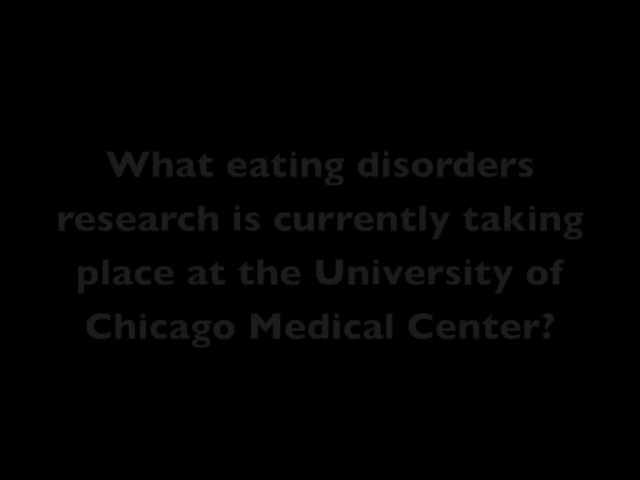 What eating disorders
research is currently taking
place at the University of
Chicago Medical Center?